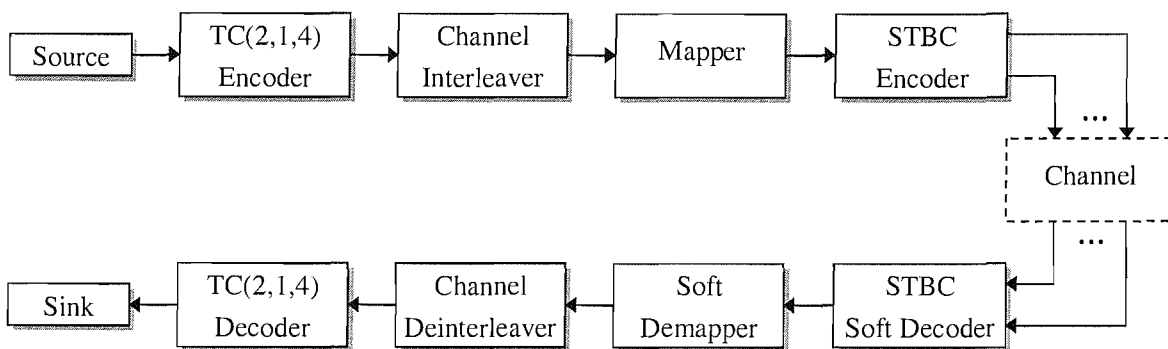 Source
TC(2,1,4)
Encoder
Channel
Interleaver
Mapper
STBC
Encoder
...
Channel
...
Sink
TC(2,1,4)
Decoder
Channel
Deinterleaver
Soft
Demapper
STBC
Soft Decoder